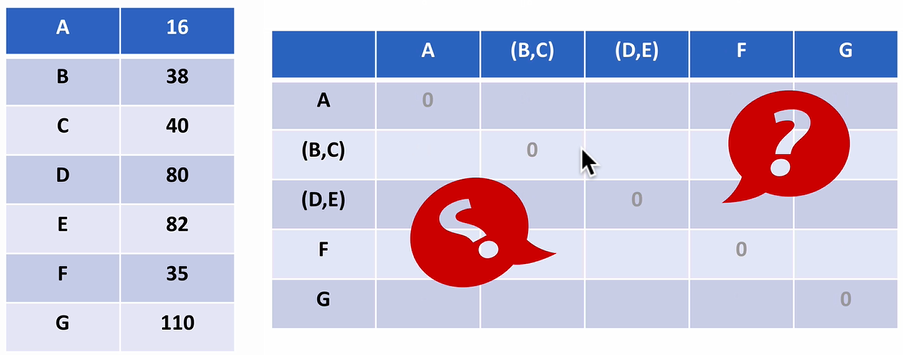 A 16
B 38
C 40
D 80
E 82
F 35
G 110
A (B,C) (D,E) F G
A 0
(B,C) 0
(D,E) 0
F 0
G 0
?
?